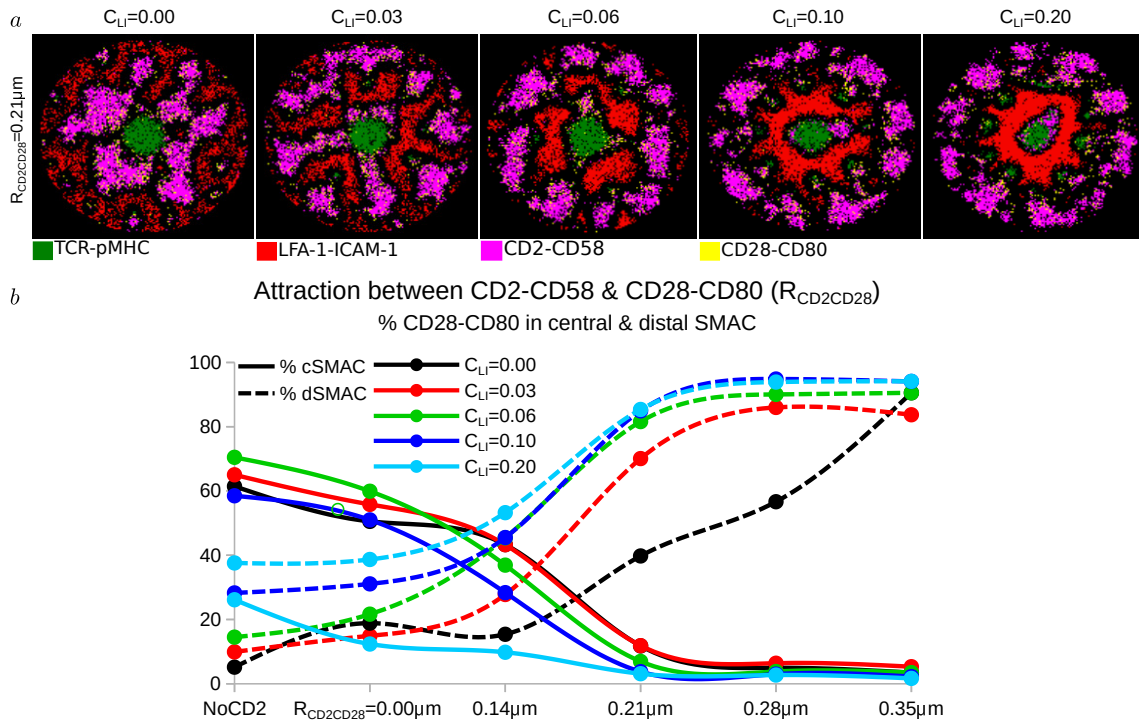 a
C_LI=0.00 C_LI=0.03 C_LI=0.06 C_LI=0.10 C_LI=0.20
R_CD2CD28=0.21μm
TCR-pMHC LFA-1-ICAM-1 CD2-CD58 CD28-CD80
b
Attraction between CD2-CD58 & CD28-CD80 (R_CD2CD28)
% CD28-CD80 in central & distal SMAC
% cSMAC
% dSMAC
C_LI=0.00
C_LI=0.03
C_LI=0.06
C_LI=0.10
C_LI=0.20
100
80
60
40
20
0
NoCD2 R_CD2CD28=0.00μm 0.14μm 0.21μm 0.28μm 0.35μm